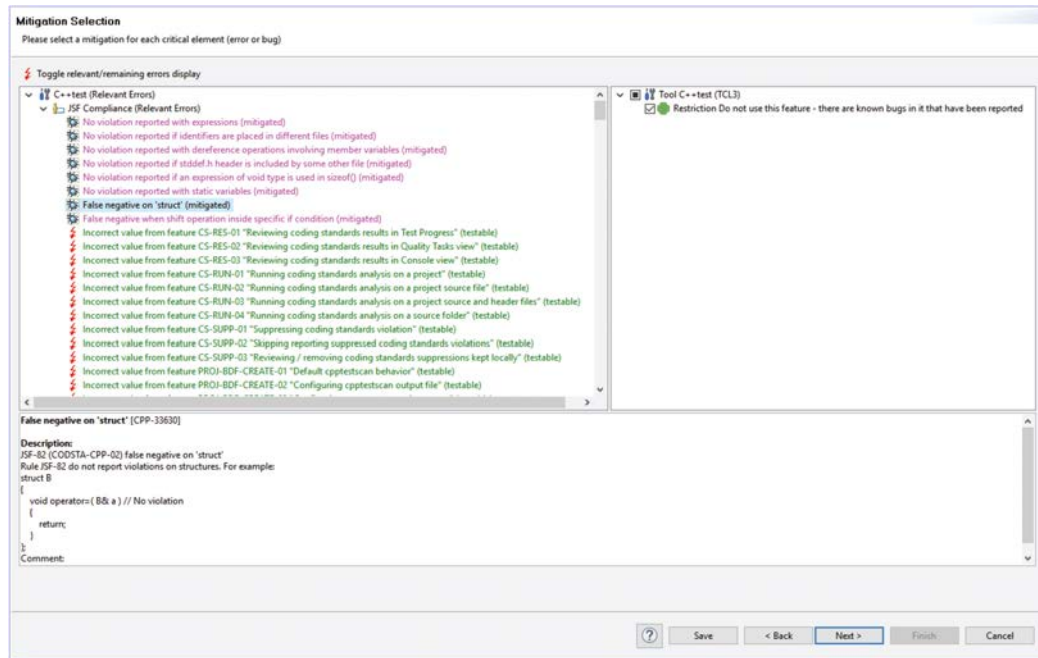 Mitigation Selection
Please select a mitigation for each critical element (error or bug)
Toggle relevant/remaining errors display
C++test (Relevant Errors)
JSF Compliance (Relevant Errors)
No violation reported with expressions (mitigated)
No violation reported if identifiers are placed in different files (mitigated)
No violation reported with dereference operations involving member variables (mitigated)
No violation reported if stddef.h header is included by some other file (mitigated)
No violation reported if an expression of void type is used in sizeof() (mitigated)
No violation reported with static variables (mitigated)
False negative on 'struct' (mitigated)
False negative when shift operation inside specific if condition (mitigated)
Incorrect value from feature CS-RES-01 "Reviewing coding standards results in Test Progress" (testable)
Incorrect value from feature CS-RES-02 "Reviewing coding standards results in Quality Tasks view" (testable)
Incorrect value from feature CS-RES-03 "Reviewing coding standards results in Console view" (testable)
Incorrect value from feature CS-RUN-01 "Running coding standards analysis on a project" (testable)
Incorrect value from feature CS-RUN-02 "Running coding standards analysis on a project source file" (testable)
Incorrect value from feature CS-RUN-03 "Running coding standards analysis on a project source and header files" (testable)
Incorrect value from feature CS-RUN-04 "Running coding standards analysis on a source folder" (testable)
Incorrect value from feature CS-SUPP-01 "Suppressing coding standards violation" (testable)
Incorrect value from feature CS-SUPP-02 "Skipping reporting suppressed coding standards violations" (testable)
Incorrect value from feature CS-SUPP-03 "Reviewing / removing coding standards suppressions kept locally" (testable)
Incorrect value from feature PROJ-BDF-CREATE-01 "Default cpptestscan behavior" (testable)
Incorrect value from feature PROJ-BDF-CREATE-02 "Configuring cpptestscan output file" (testable)
Tool C++test (TCL3)
Restriction Do not use this feature - there are known bugs in it that have been reported
False negative on 'struct' [CPP-33630]
Description:
JSF-82 (CODSTA-CPP-02) false negative on 'struct'
Rule JSF-82 do not report violations on structures. For example:
struct B
{
void operator=( B& a ) // No violation
{
return;
}
};
Comment:
? Save < Back Next > Finish Cancel